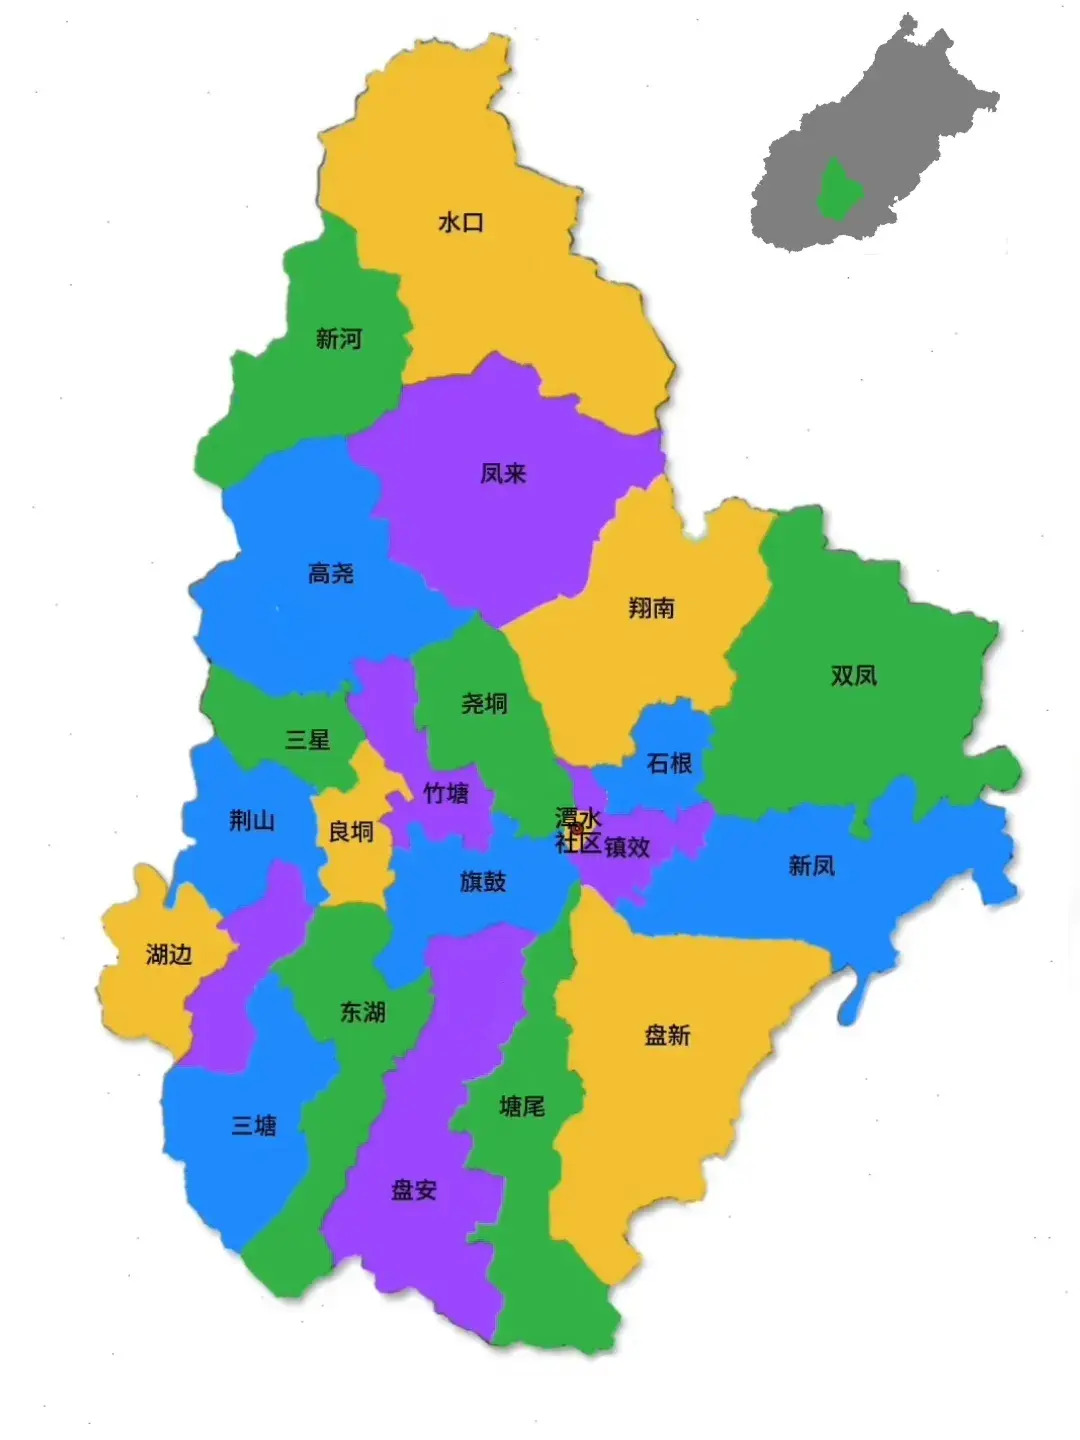 水口
新河
凤来
高尧
翔南
双凤
尧垌
三星
石根
竹塘
荆山
良垌
潭水
社区
镇效
新凤
旗鼓
湖边
东湖
盘新
塘尾
三塘
盘安